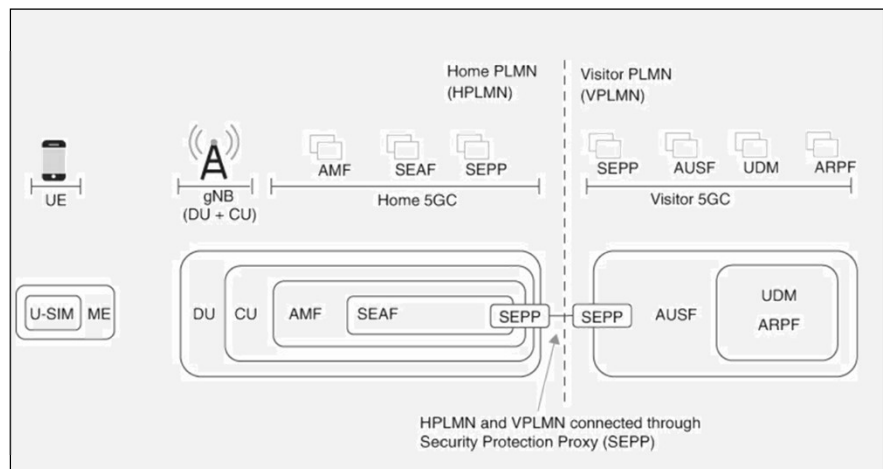 Home PLMN
(HPLMN)
Visitor PLMN
(VPLMN)
AMF
SEAF
SEPP
SEPP
AUSF
UDM
ARPF
UE
gNB
(DU + CU)
Home 5GC
Visitor 5GC
U-SIM
ME
DU
CU
AMF
SEAF
SEPP
SEPP
AUSF
UDM
ARPF
HPLMN and VPLMN connected through
Security Protection Proxy (SEPP)